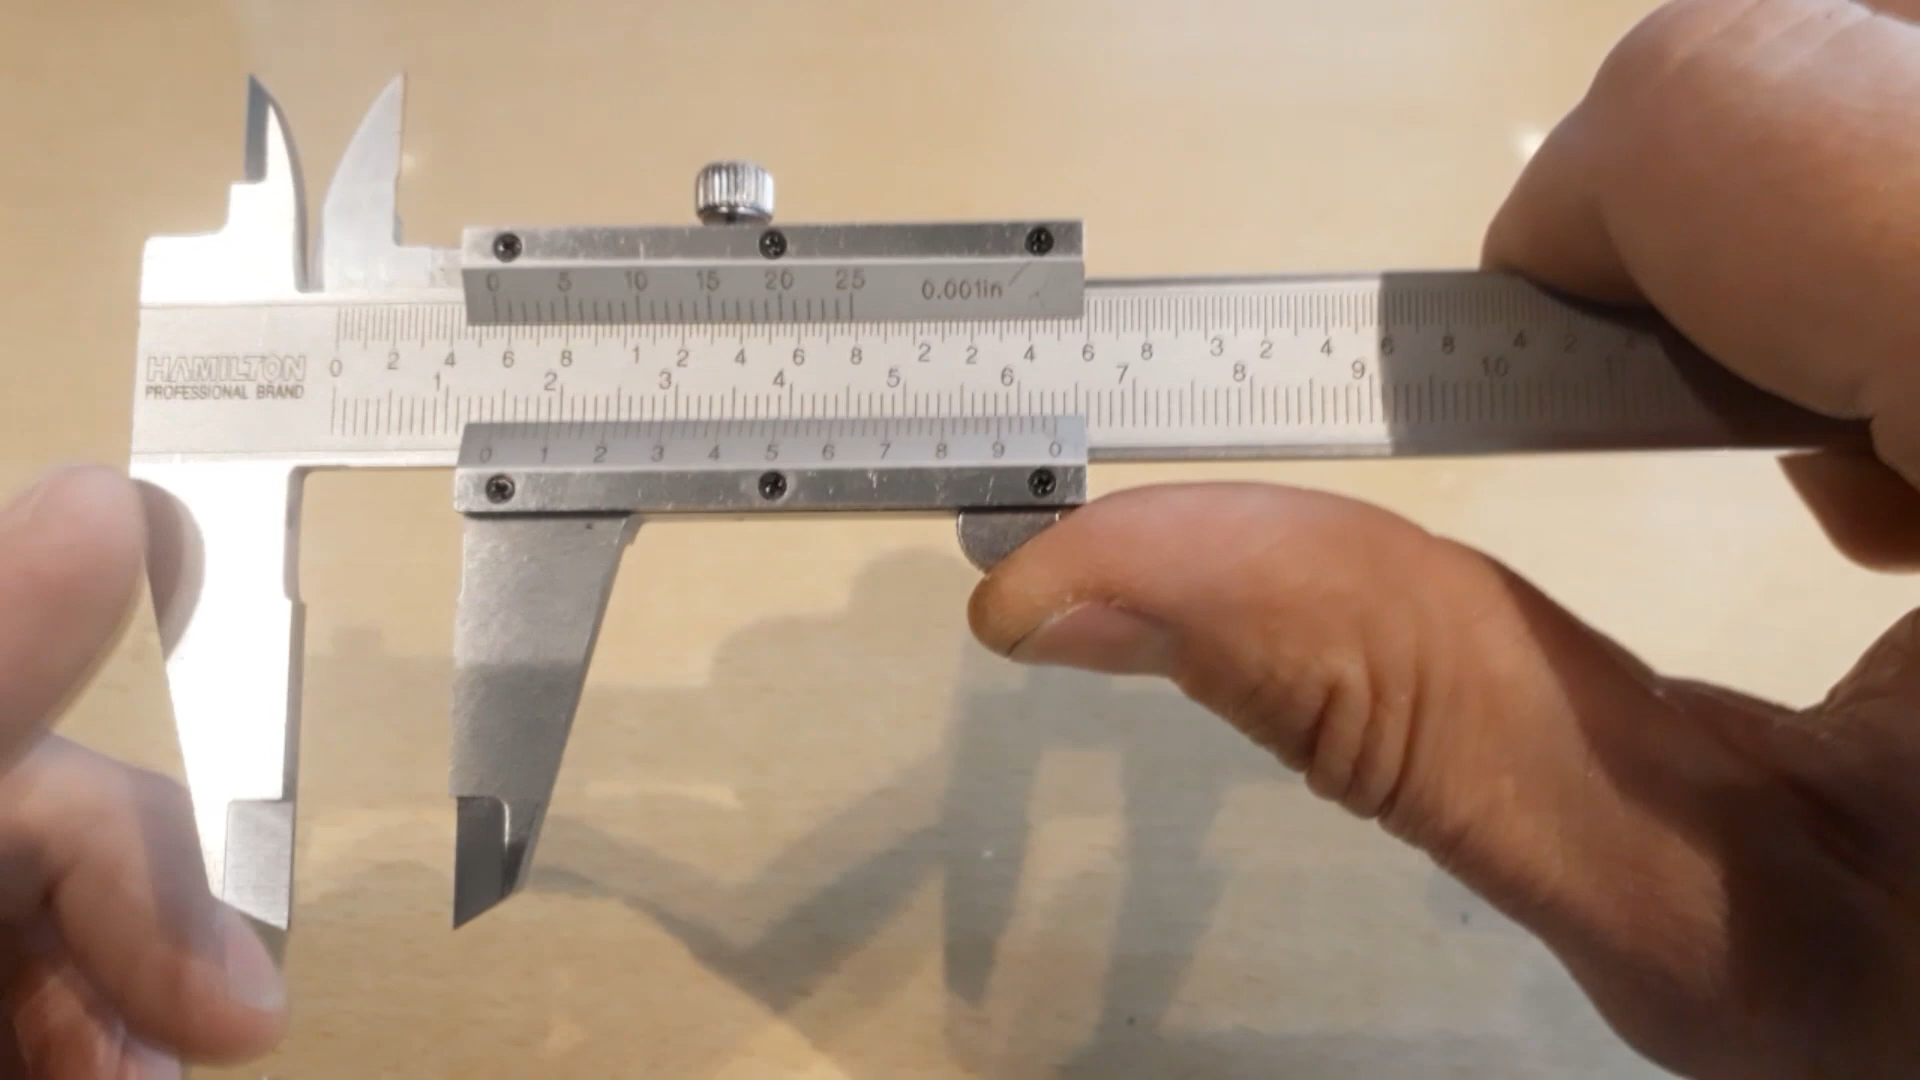 0 5 10 15 20 25 0.001in
0 2 4 6 8 1 2 4 6 8 2 2 4 6 8 3 2 4 6 8 4 2
HAMILTON
PROFESSIONAL BRAND
1 2 3 4 5 6 7 8 9 10
0 1 2 3 4 5 6 7 8 9 0